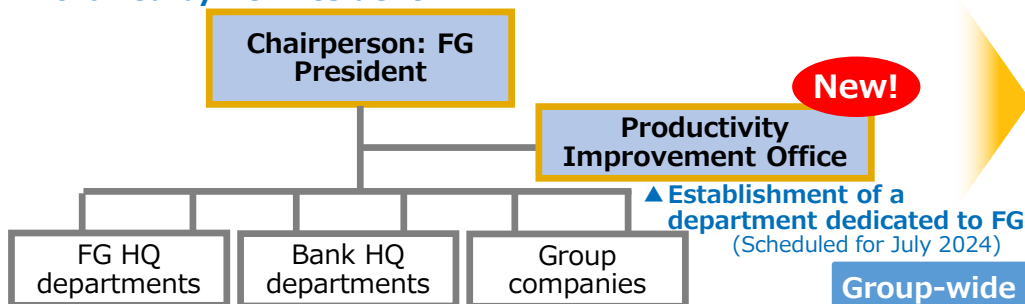 Chairperson: FG
President
New!
Productivity
Improvement Office
▲Establishment of a
department dedicated to FG
(Scheduled for July 2024)
FG HQ
departments
Bank HQ
departments
Group
companies
Group-wide